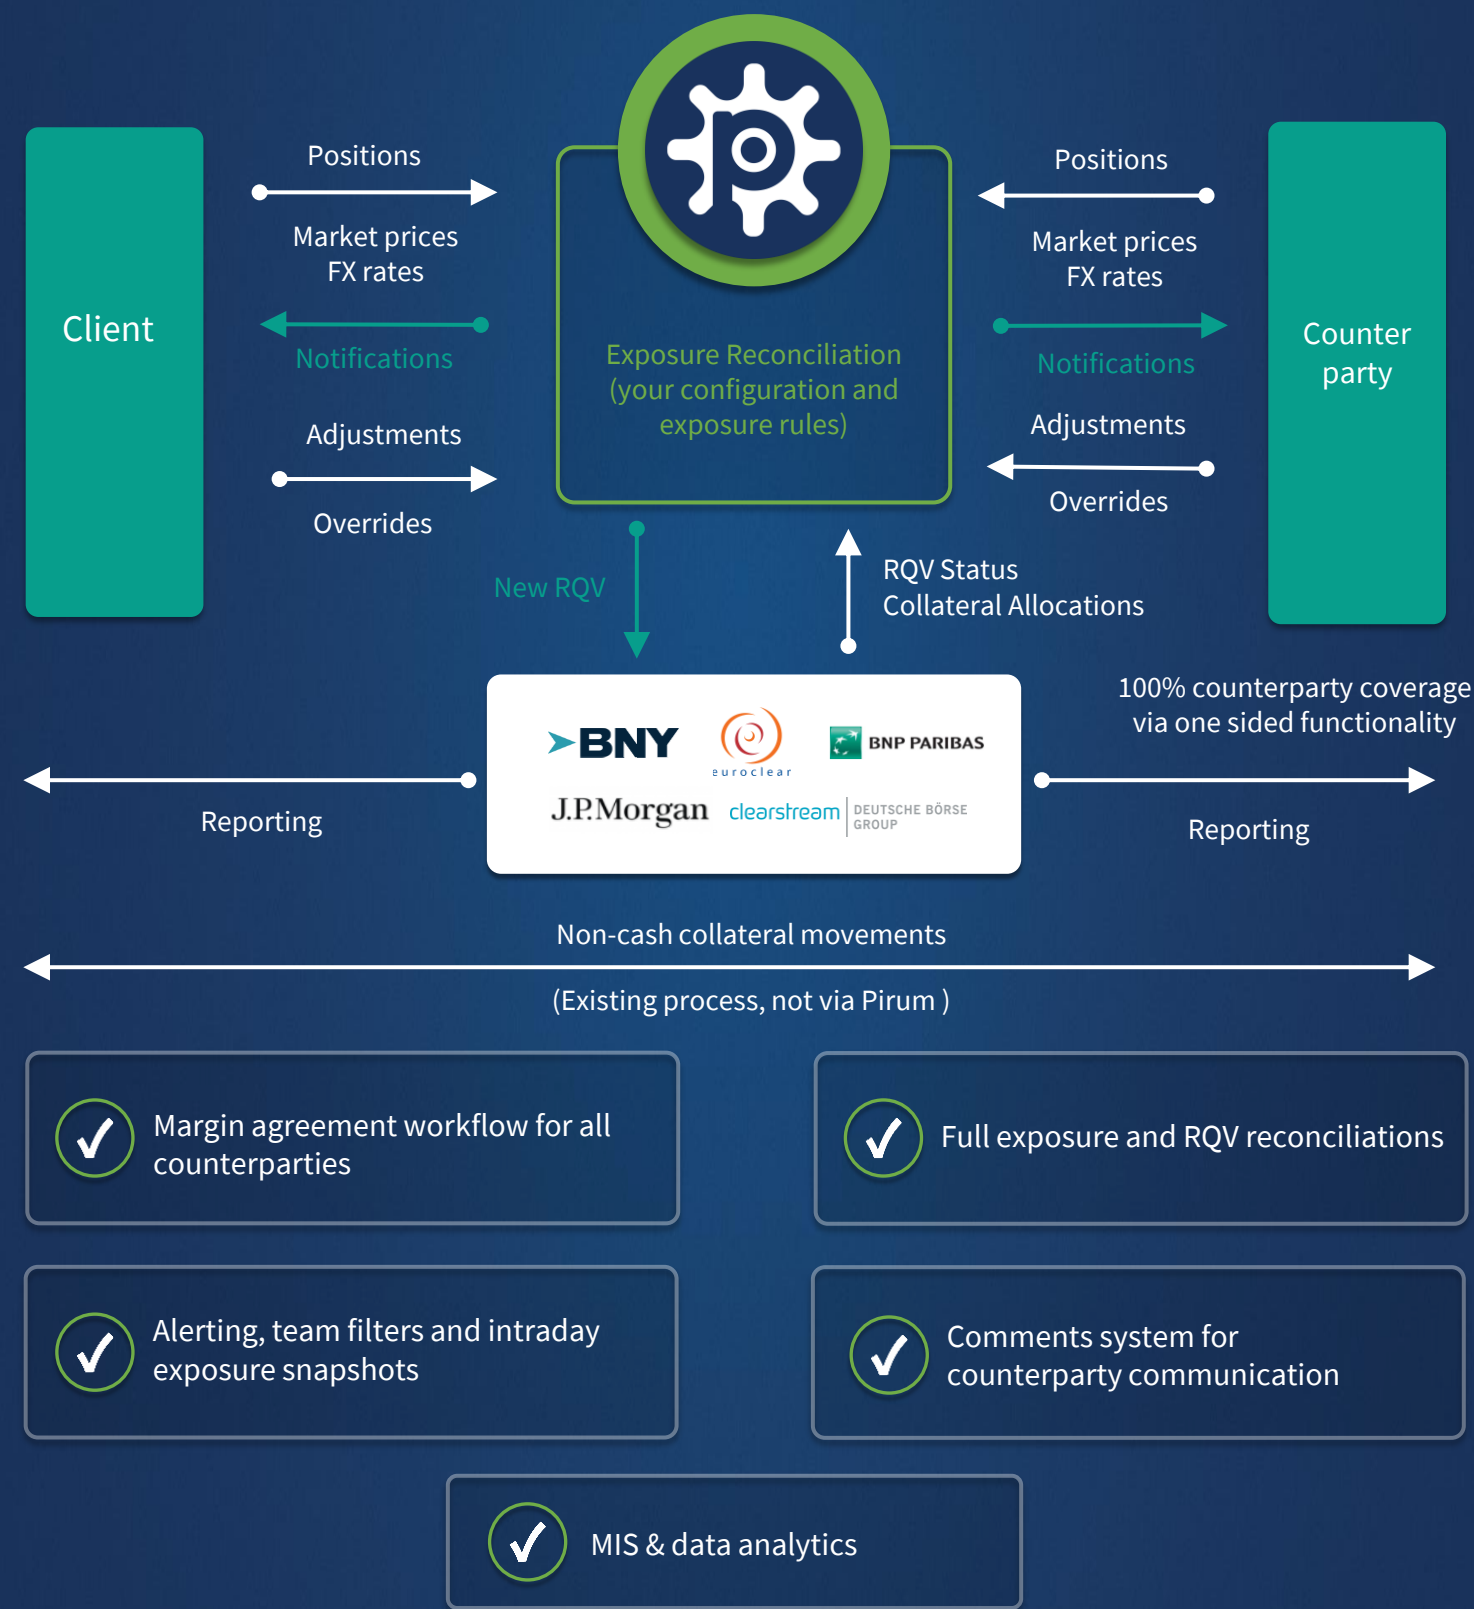 Client
Positions
Market prices
FX rates
Notifications
Adjustments
Overrides
p
Exposure Reconciliation
(your configuration and
exposure rules)
Positions
Market prices
FX rates
Notifications
Adjustments
Overrides
Counter
party
New RQV
RQV Status
Collateral Allocations
BNY
euroclear
BNP PARIBAS
J.P.Morgan
clearstream
DEUTSCHE BÖRSE
GROUP
100% counterparty coverage
via one sided functionality
Reporting
Reporting
Non-cash collateral movements
(Existing process, not via Pirum )
Margin agreement workflow for all
counterparties
Full exposure and RQV reconciliations
Alerting, team filters and intraday
exposure snapshots
Comments system for
counterparty communication
MIS & data analytics